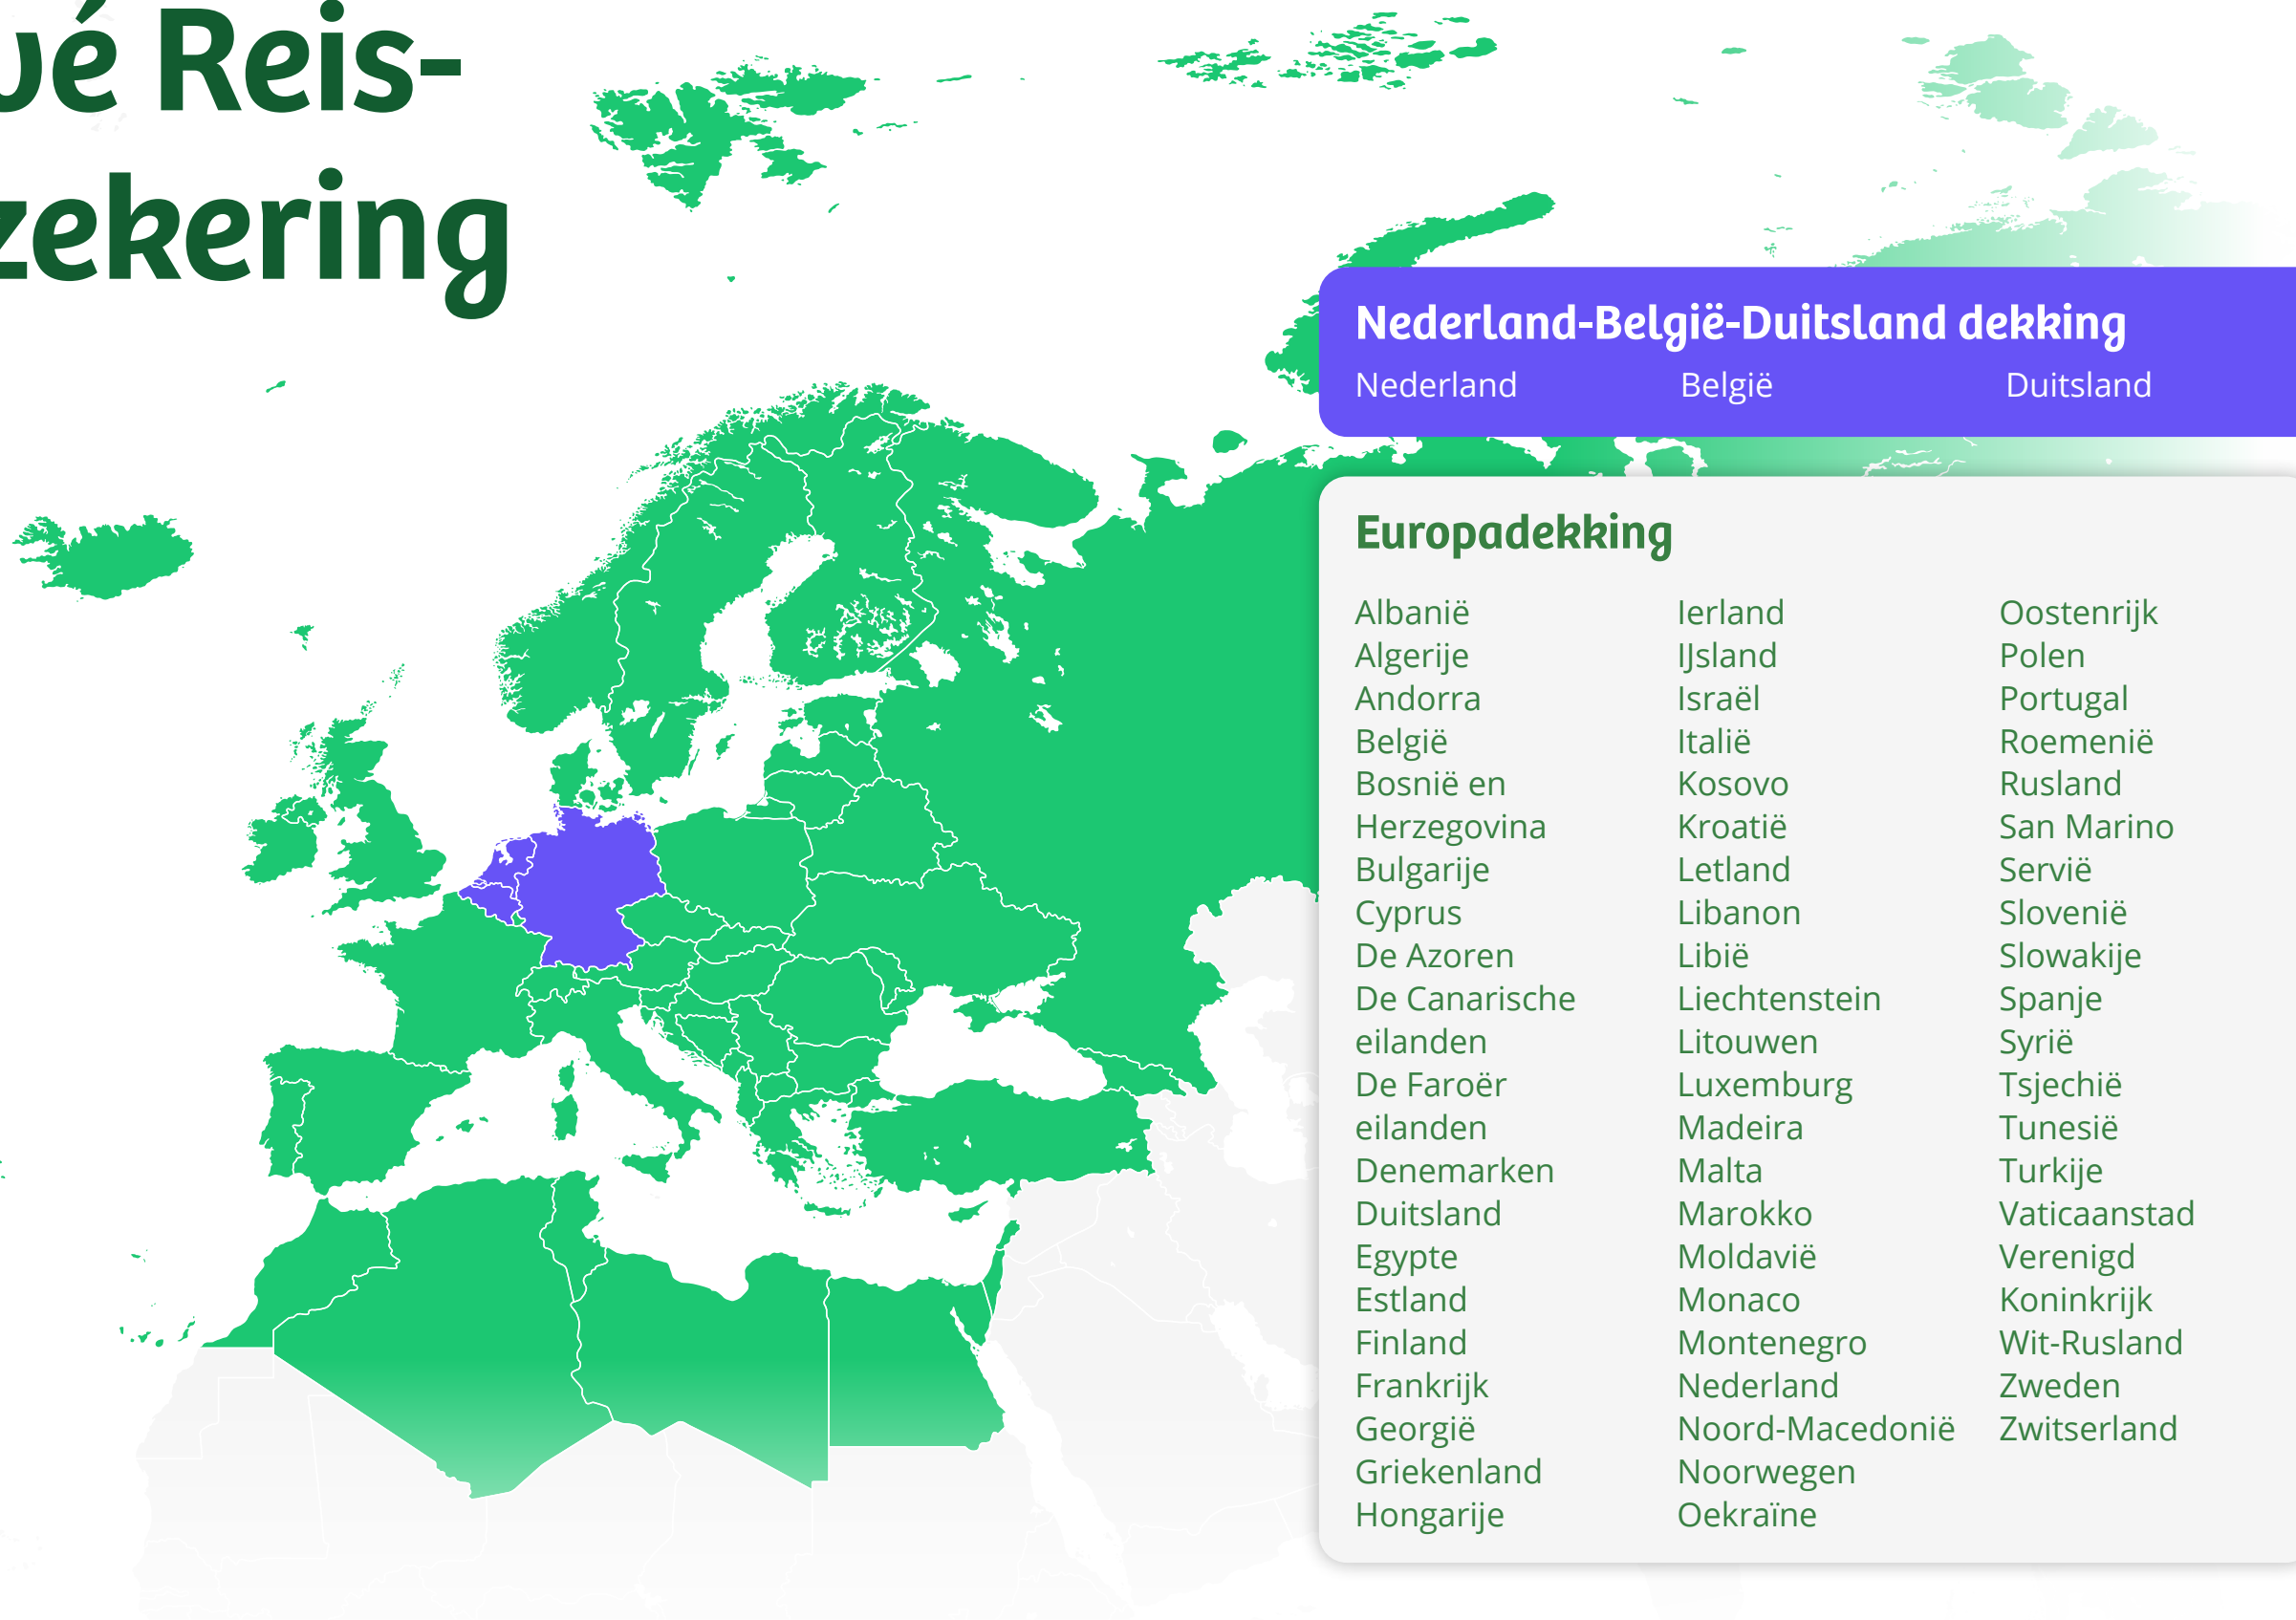 ué Reis-
zekering
Nederland-België-Duitsland dekking
Nederland België Duitsland
Europadekking
Albanië
Algerije
Andorra
België
Bosnië en
Herzegovina
Bulgarije
Cyprus
De Azoren
De Canarische
eilanden
De Faroër
eilanden
Denemarken
Duitsland
Egypte
Estland
Finland
Frankrijk
Georgië
Griekenland
Hongarije
Ierland
IJsland
Israël
Italië
Kosovo
Kroatië
Letland
Libanon
Libië
Liechtenstein
Litouwen
Luxemburg
Madeira
Malta
Marokko
Moldavië
Monaco
Montenegro
Nederland
Noord-Macedonië
Noorwegen
Oekraïne
Oostenrijk
Polen
Portugal
Roemenië
Rusland
San Marino
Servië
Slovenië
Slowakije
Spanje
Syrië
Tsjechië
Tunesië
Turkije
Vaticaanstad
Verenigd
Koninkrijk
Wit-Rusland
Zweden
Zwitserland